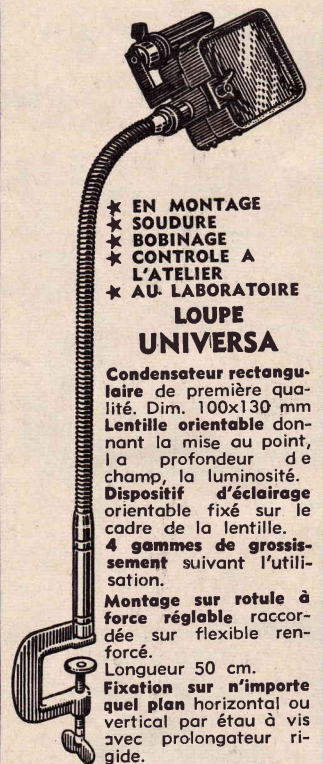 ★ EN MONTAGE
★ SOUDURE
★ BOBINAGE
★ CONTROLE A
L'ATELIER
★ AU LABORATOIRE
LOUPE
UNIVERSA
Condensateur rectangu-
laire de première qua-
lité. Dim. 100x130 mm
Lentille orientable don-
nant la mise au point,
la profondeur de
champ, la luminosité.
Dispositif d'éclairage
orientable fixé sur le
cadre de la lentille.
4 gammes de grossis-
sement suivant l'utili-
sation.
Montage sur rotule à
force réglable raccor-
dée sur flexible ren-
forcé.
Longueur 50 cm.
Fixation sur n'importe
quel plan horizontal ou
vertical par étau à vis
avec prolongateur ri-
gide.